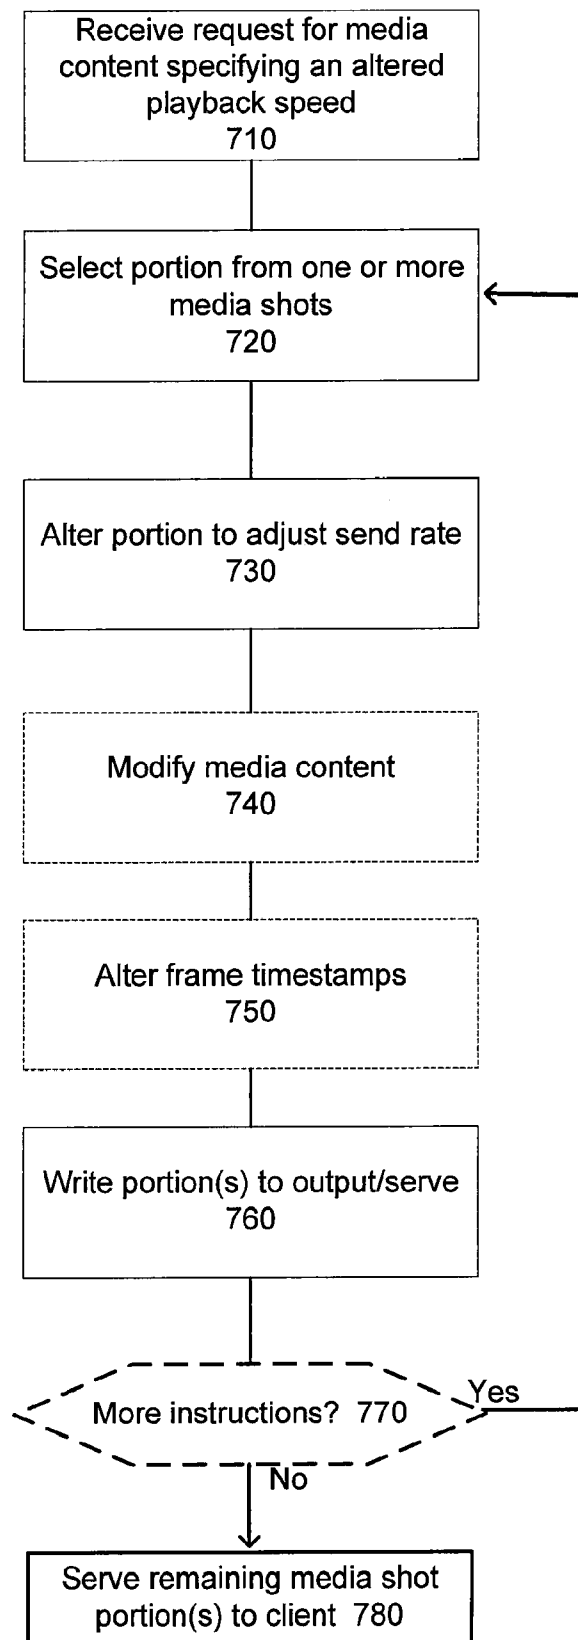 Receive request for media
content specifying an altered
playback speed
710
Select portion from one or more
media shots
720
Alter portion to adjust send rate
730
Modify media content
740
Alter frame timestamps
750
Write portion(s) to output/serve
760
More instructions? 770
Yes
No
Serve remaining media shot
portion(s) to client 780